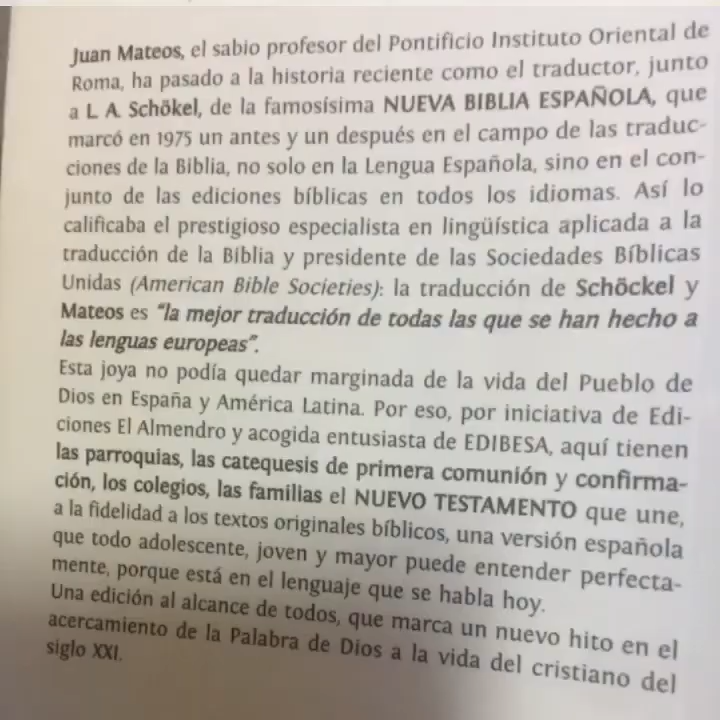 Juan Mateos, el sabio profesor del Pontificio Instituto Oriental de
Roma, ha pasado a la historia reciente como el traductor, junto
a L. A. Schökel, de la famosísima NUEVA BIBLIA ESPAÑOLA, que
marcó en 1975 un antes y un después en el campo de las traduc-
ciones de la Biblia, no solo en la Lengua Española, sino en el con-
junto de las ediciones bíblicas en todos los idiomas. Así lo
calificaba el prestigioso especialista en lingüística aplicada a la
traducción de la Biblia y presidente de las Sociedades Bíblicas
Unidas (American Bible Societies): la traducción de Schöckel y
Mateos es "la mejor traducción de todas las que se han hecho a
las lenguas europeas".
Esta joya no podía quedar marginada de la vida del Pueblo de
Dios en España y América Latina. Por eso, por iniciativa de Edi-
ciones El Almendro y acogida entusiasta de EDIBESA, aquí tienen
las parroquias, las catequesis de primera comunión y confirma-
ción, los colegios, las familias el NUEVO TESTAMENTO que une,
a la fidelidad a los textos originales bíblicos, una versión española
que todo adolescente, joven y mayor puede entender perfecta-
mente, porque está en el lenguaje que se habla hoy.
Una edición al alcance de todos, que marca un nuevo hito en el
acercamiento de la Palabra de Dios a la vida del cristiano del
siglo XXI.